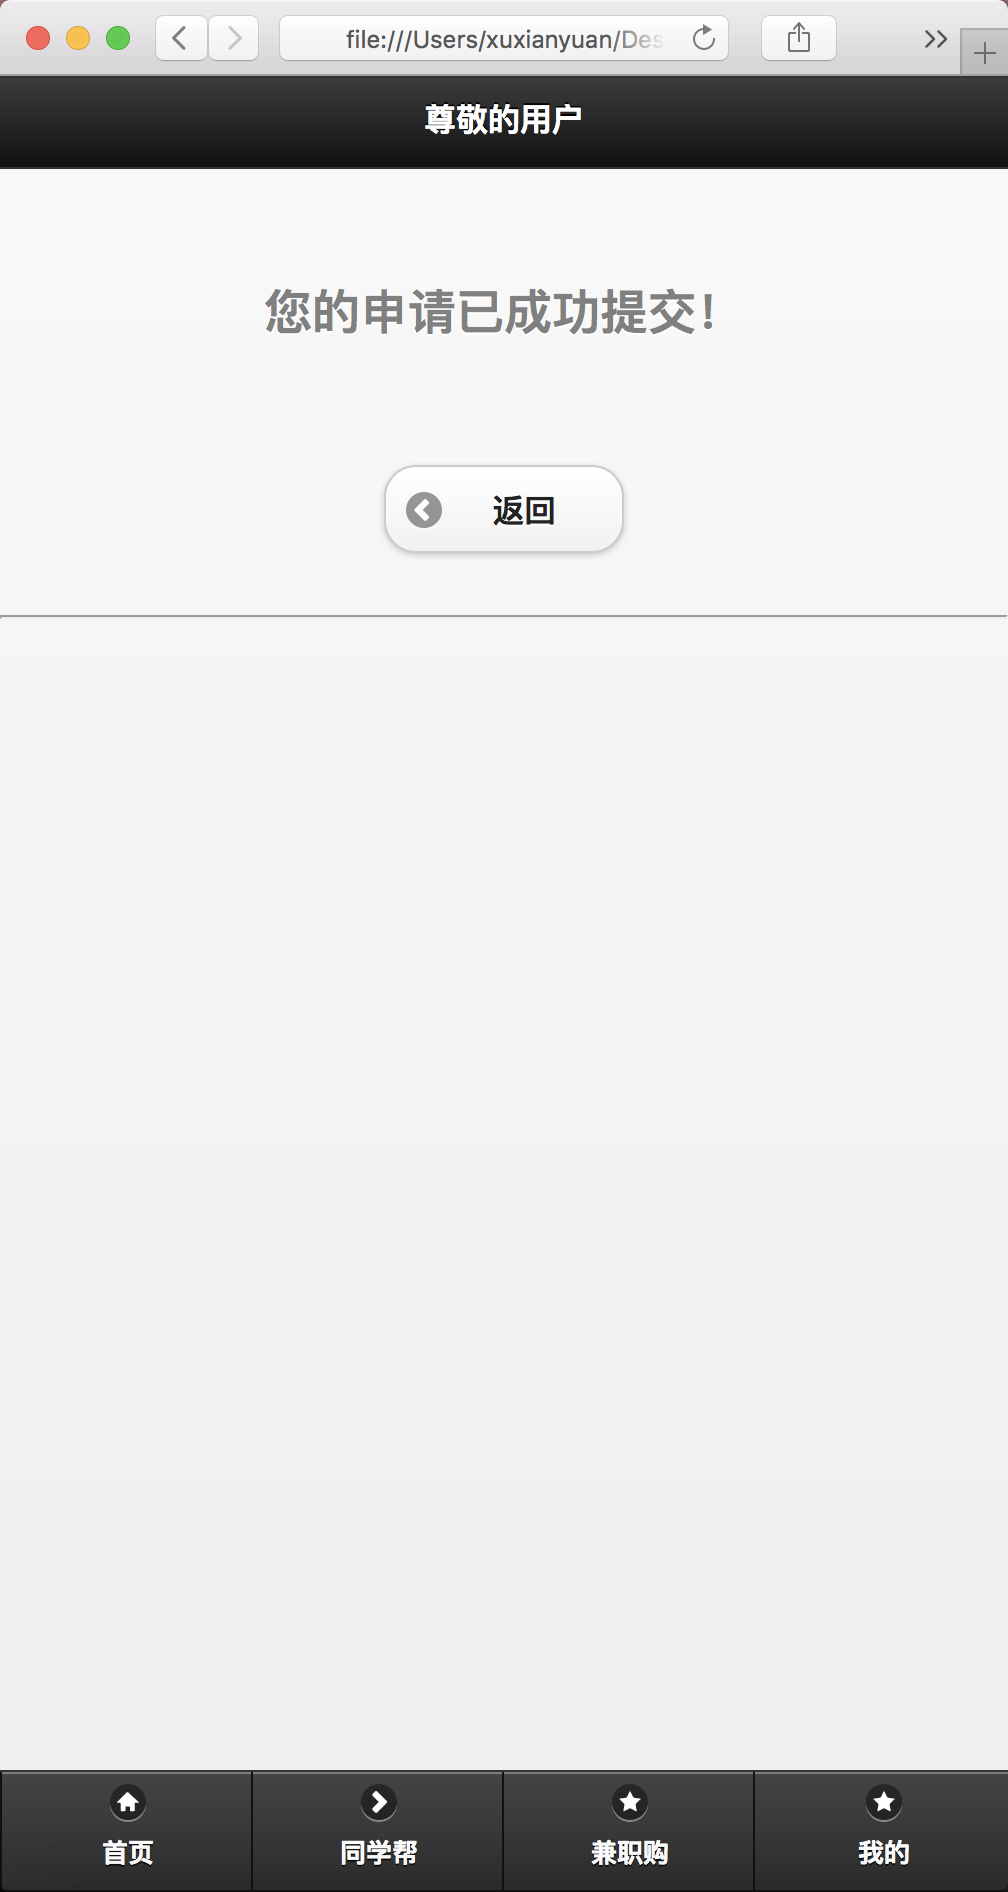 file:///Users/xuxianyuan/Des
尊敬的用户
您的申请已成功提交！
返回
首页
同学帮
兼职购
我的